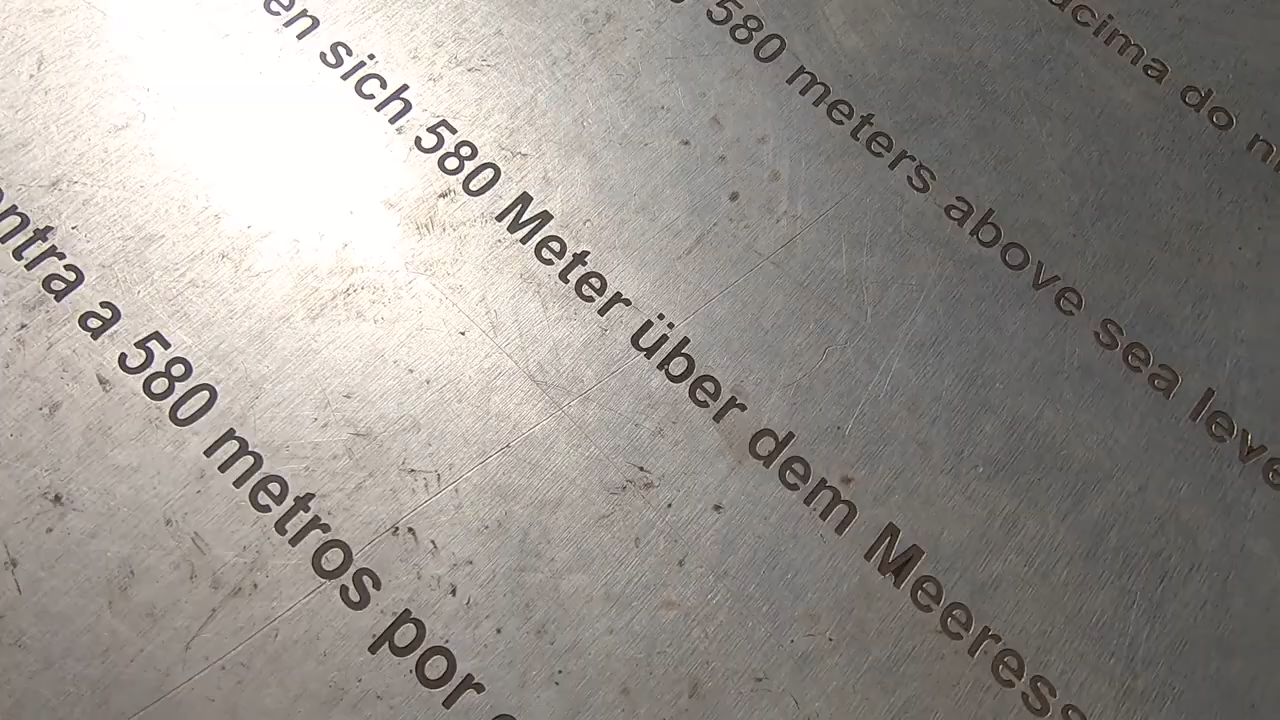 acima do
580 meters above sea leve
en sich 580 Meter über dem Meeress
ntra a 580 metros por